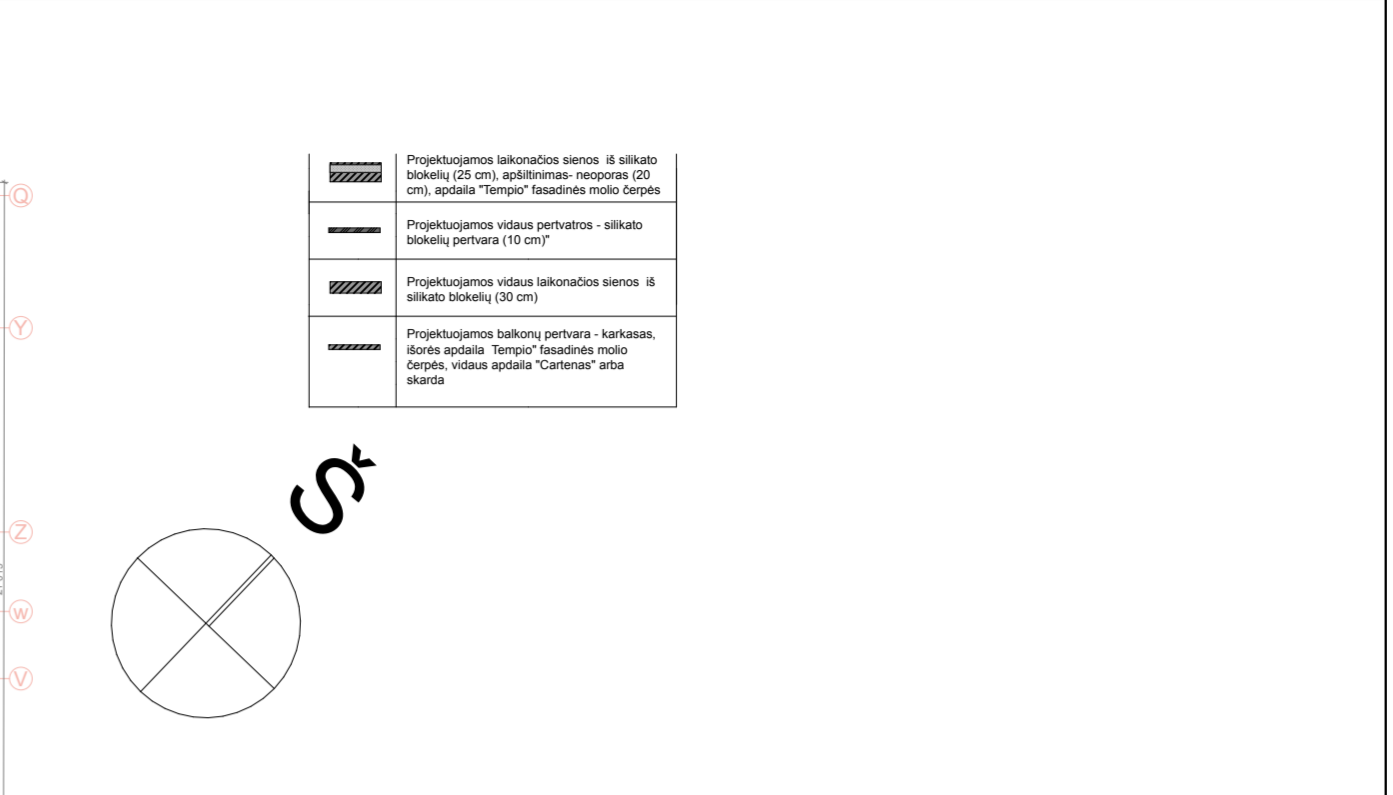 Projektuojamos laikonačios sienos  iš silikato
blokelių (25 cm), apšiltinimas- neoporas (20
cm), apdaila "Tempio" fasadinės molio čerpės
Projektuojamos vidaus pertvatros - silikato
blokelių pertvara (10 cm)"
Projektuojamos vidaus laikonačios sienos  iš
silikato blokelių (30 cm)
Projektuojamos balkonų pertvara - karkasas,
išorės apdaila  Tempio" fasadinės molio
čerpės, vidaus apdaila "Cartenas" arba
skarda
Š
Q
Y
Z
W
V